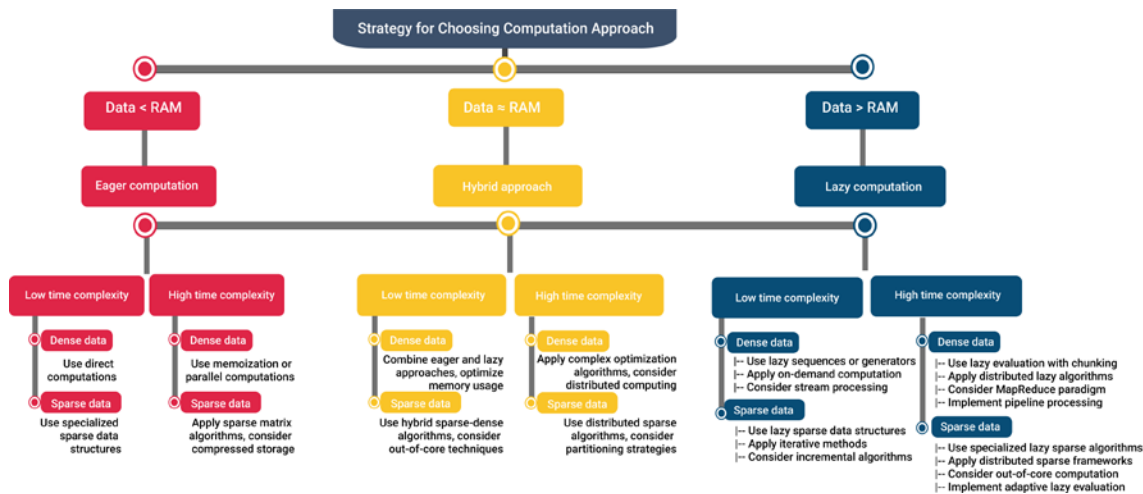 Strategy for Choosing Computation Approach
Data < RAM
Data ≈ RAM
Data > RAM
Eager computation
Hybrid approach
Lazy computation
Low time complexity
Dense data
Use direct
computations
Sparse data
Use specialized
sparse data
structures
High time complexity
Dense data
Use memoization or
parallel computations
Sparse data
Apply sparse matrix
algorithms, consider
compressed storage
Low time complexity
Dense data
Combine eager and lazy
approaches, optimize
memory usage
Sparse data
Use hybrid sparse-dense
algorithms, consider
out-of-core techniques
High time complexity
Dense data
Apply complex optimization
algorithms, consider
distributed computing
Sparse data
Use distributed sparse
algorithms, consider
partitioning strategies
Low time complexity
Dense data
|-- Use lazy sequences or generators
|-- Apply on-demand computation
|-- Consider stream processing
Sparse data
|-- Use lazy sparse data structures
|-- Apply iterative methods
|-- Consider incremental algorithms
High time complexity
Dense data
|-- Use lazy evaluation with chunking
|-- Apply distributed lazy algorithms
|-- Consider MapReduce paradigm
|-- Implement pipeline processing
Sparse data
|-- Use specialized lazy sparse algorithms
|-- Apply distributed sparse frameworks
|-- Consider out-of-core computation
|-- Implement adaptive lazy evaluation